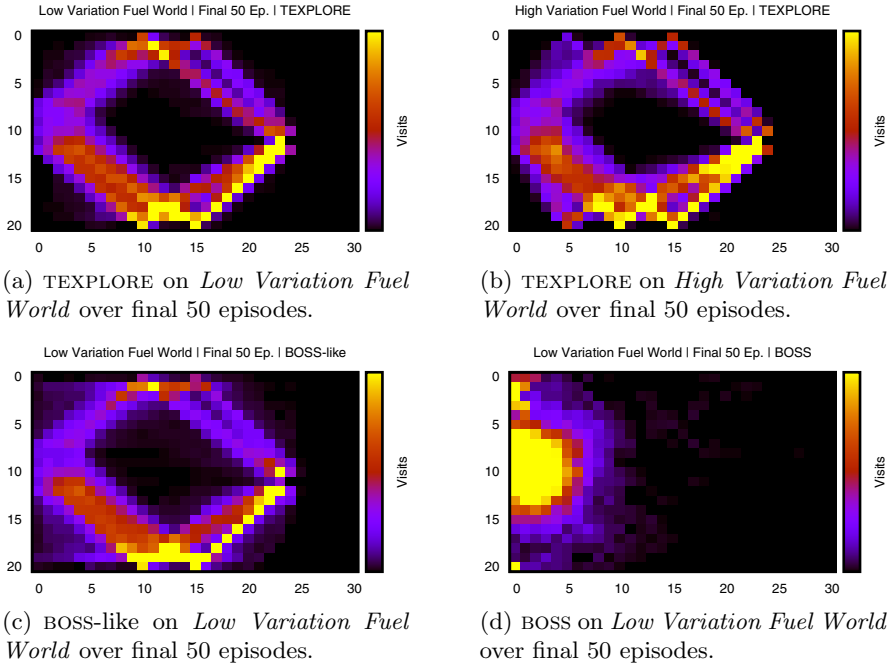 Low Variation Fuel World | Final 50 Ep. | TEXPLORE
0
5
10
15
20
0 5 10 15 20 25 30
Visits
(a) TEXPLORE on Low Variation Fuel
World over final 50 episodes.
High Variation Fuel World | Final 50 Ep. | TEXPLORE
0
5
10
15
20
0 5 10 15 20 25 30
Visits
(b) TEXPLORE on High Variation Fuel
World over final 50 episodes.
Low Variation Fuel World | Final 50 Ep. | BOSS-like
0
5
10
15
20
0 5 10 15 20 25 30
Visits
(c) BOSS-like on Low Variation Fuel
World over final 50 episodes.
Low Variation Fuel World | Final 50 Ep. | BOSS
0
5
10
15
20
0 5 10 15 20 25 30
Visits
(d) BOSS on Low Variation Fuel World
over final 50 episodes.